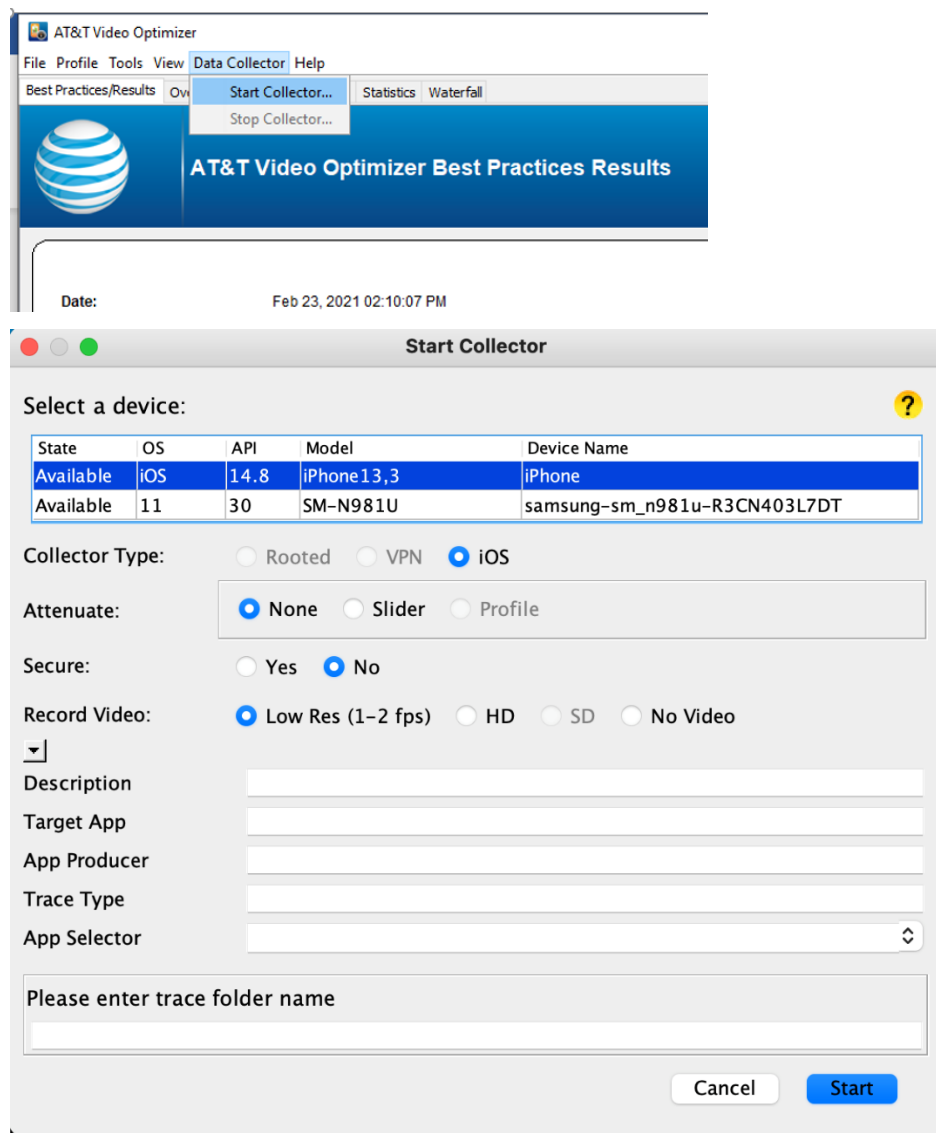 AT&T Video Optimizer
File Profile Tools View Data Collector Help
Best Practices/Results Ov Start Collector... Statistics Waterfall
Stop Collector...
AT&T Video Optimizer Best Practices Results
Date: Feb 23, 2021 02:10:07 PM
Start Collector
Select a device: ?
State OS API Model Device Name
Available iOS 14.8 iPhone13,3 iPhone
Available 11 30 SM-N981U samsung-sm_n981u-R3CN403L7DT
Collector Type: Rooted VPN iOS
Attenuate: None Slider Profile
Secure: Yes No
Record Video: Low Res (1-2 fps) HD SD No Video
Description
Target App
App Producer
Trace Type
App Selector
Please enter trace folder name
Cancel Start